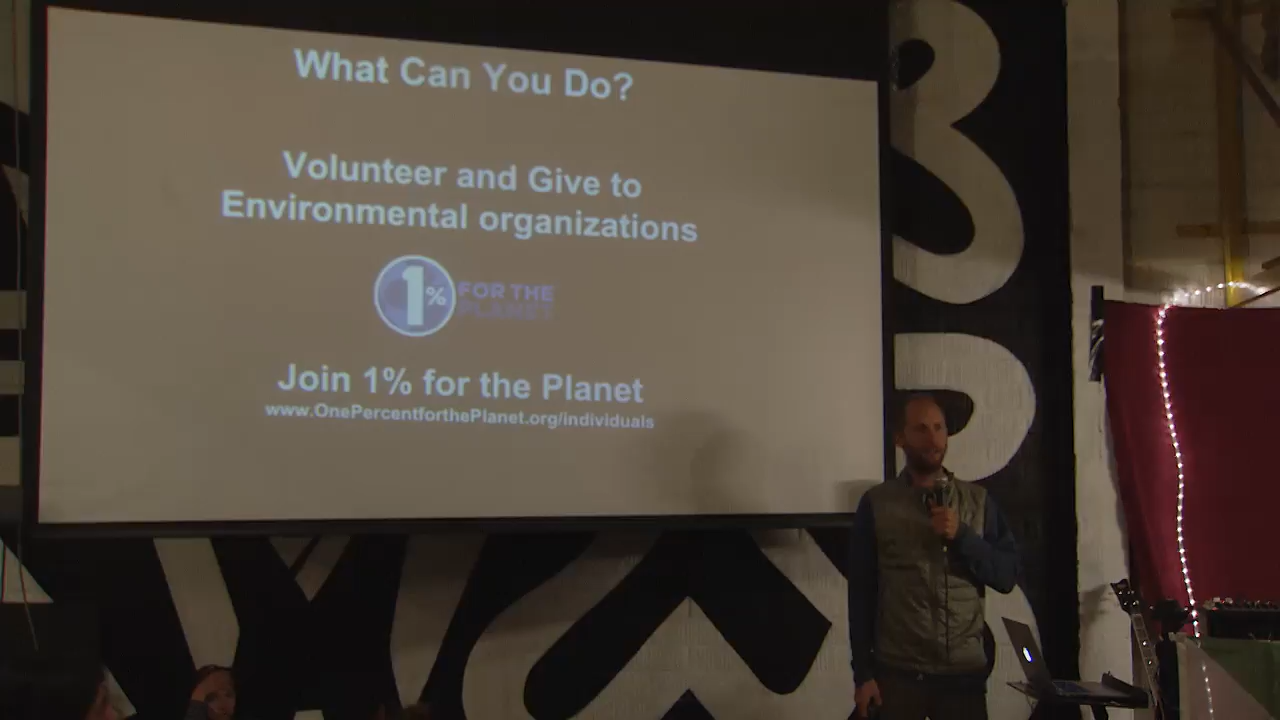 What Can You Do?
Volunteer and Give to
Environmental organizations
1%
FOR THE
PLANET
Join 1% for the Planet
www.OnePercentforthePlanet.org/individuals